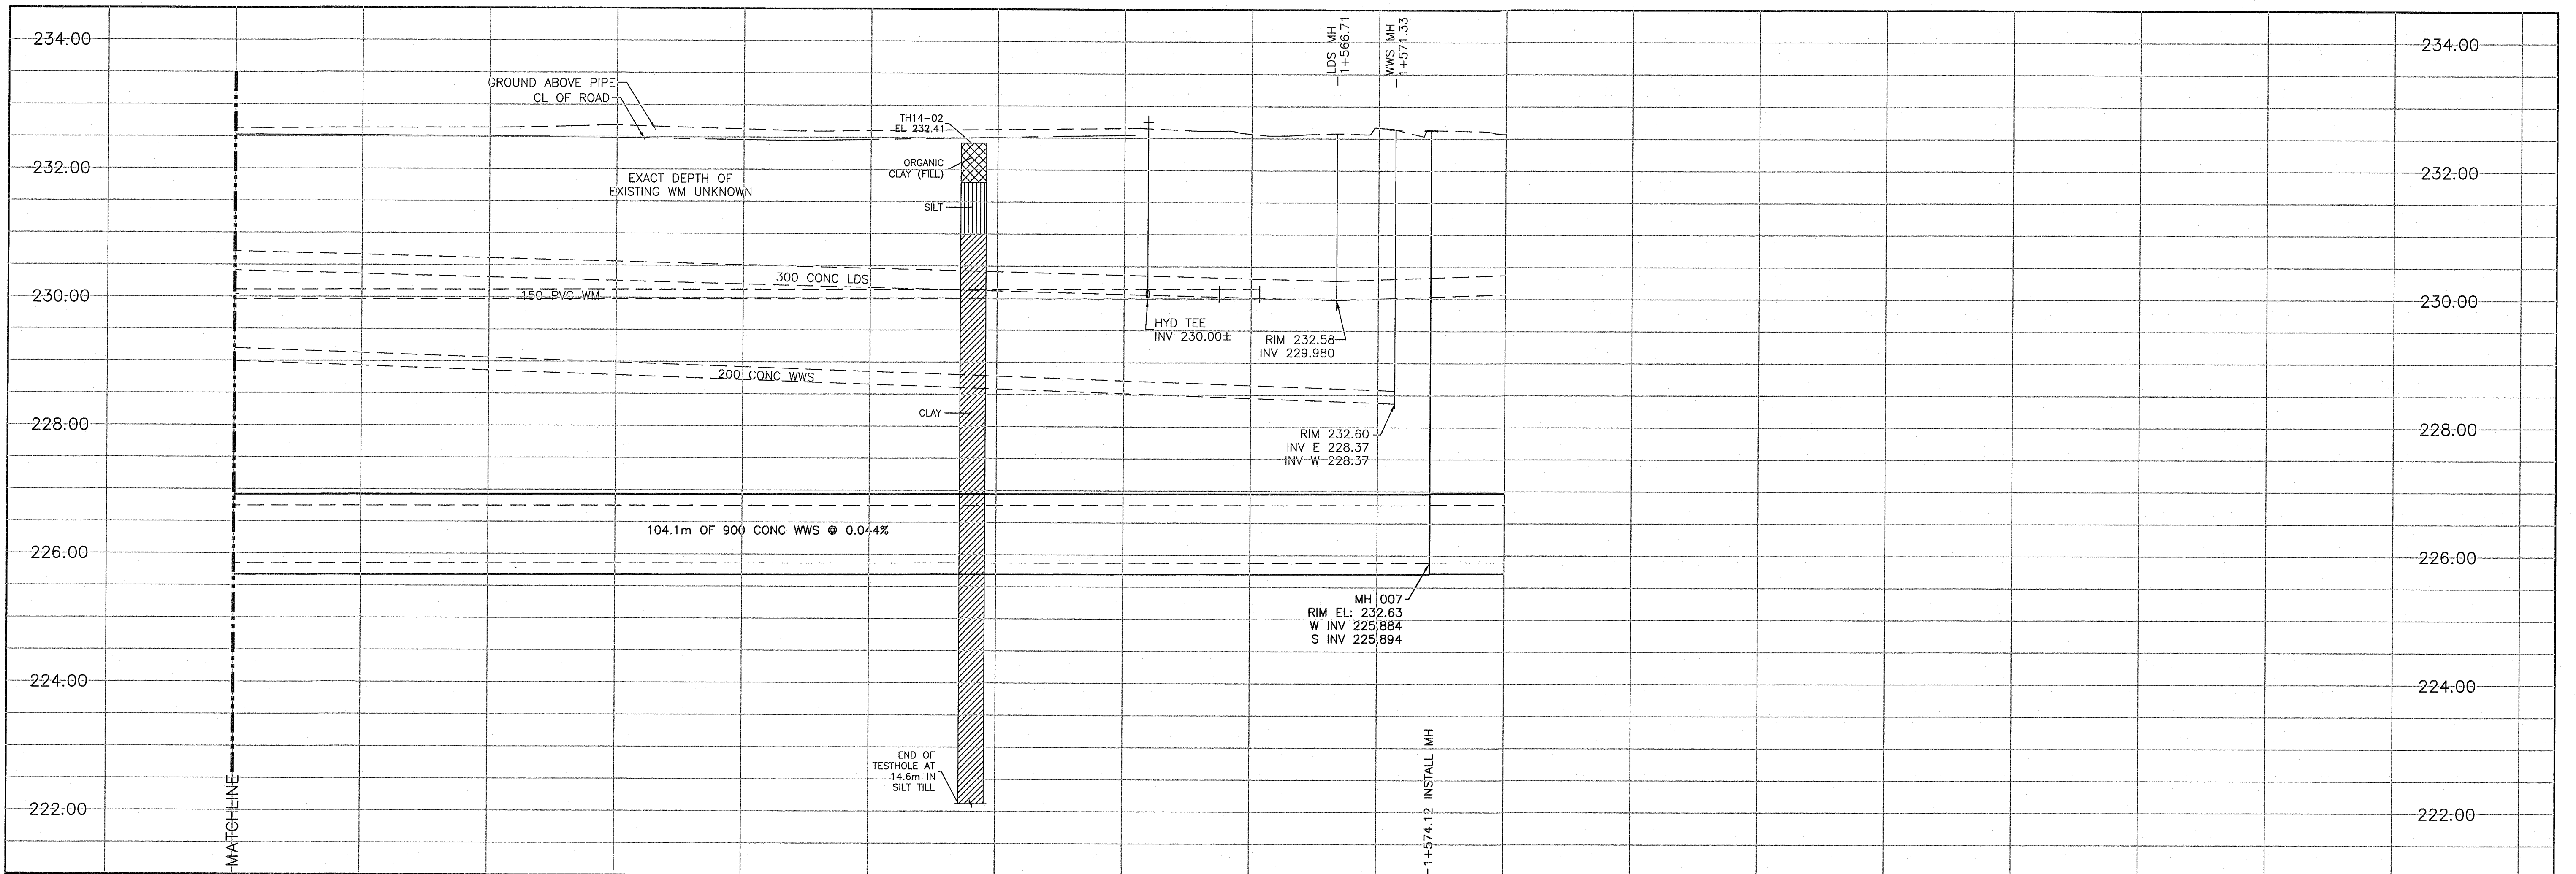 LDS MH
1+566.71
WWS MH
1+571.33
234.00
234.00
GROUND ABOVE PIPE
CL OF ROAD
TH14-02
EL 232.41
ORGANIC
CLAY (FILL)
232.00
232.00
EXACT DEPTH OF
EXISTING WM UNKNOWN
SILT
300 CONC LDS
230.00
150 PVC WM
230.00
HYD TEE
INV 230.00±
RIM 232.58
INV 229.980
200 CONC WWS
CLAY
228.00
228.00
RIM 232.60
INV E 228.37
INV W 228.37
104.1m OF 900 CONC WWS @ 0.044%
226.00
226.00
MH 007
RIM EL: 232.63
W INV 225.884
S INV 225.894
224.00
224.00
END OF
TESTHOLE AT
14.6m IN
SILT TILL
222.00
222.00
MATCHLINE
1+574.12 INSTALL MH